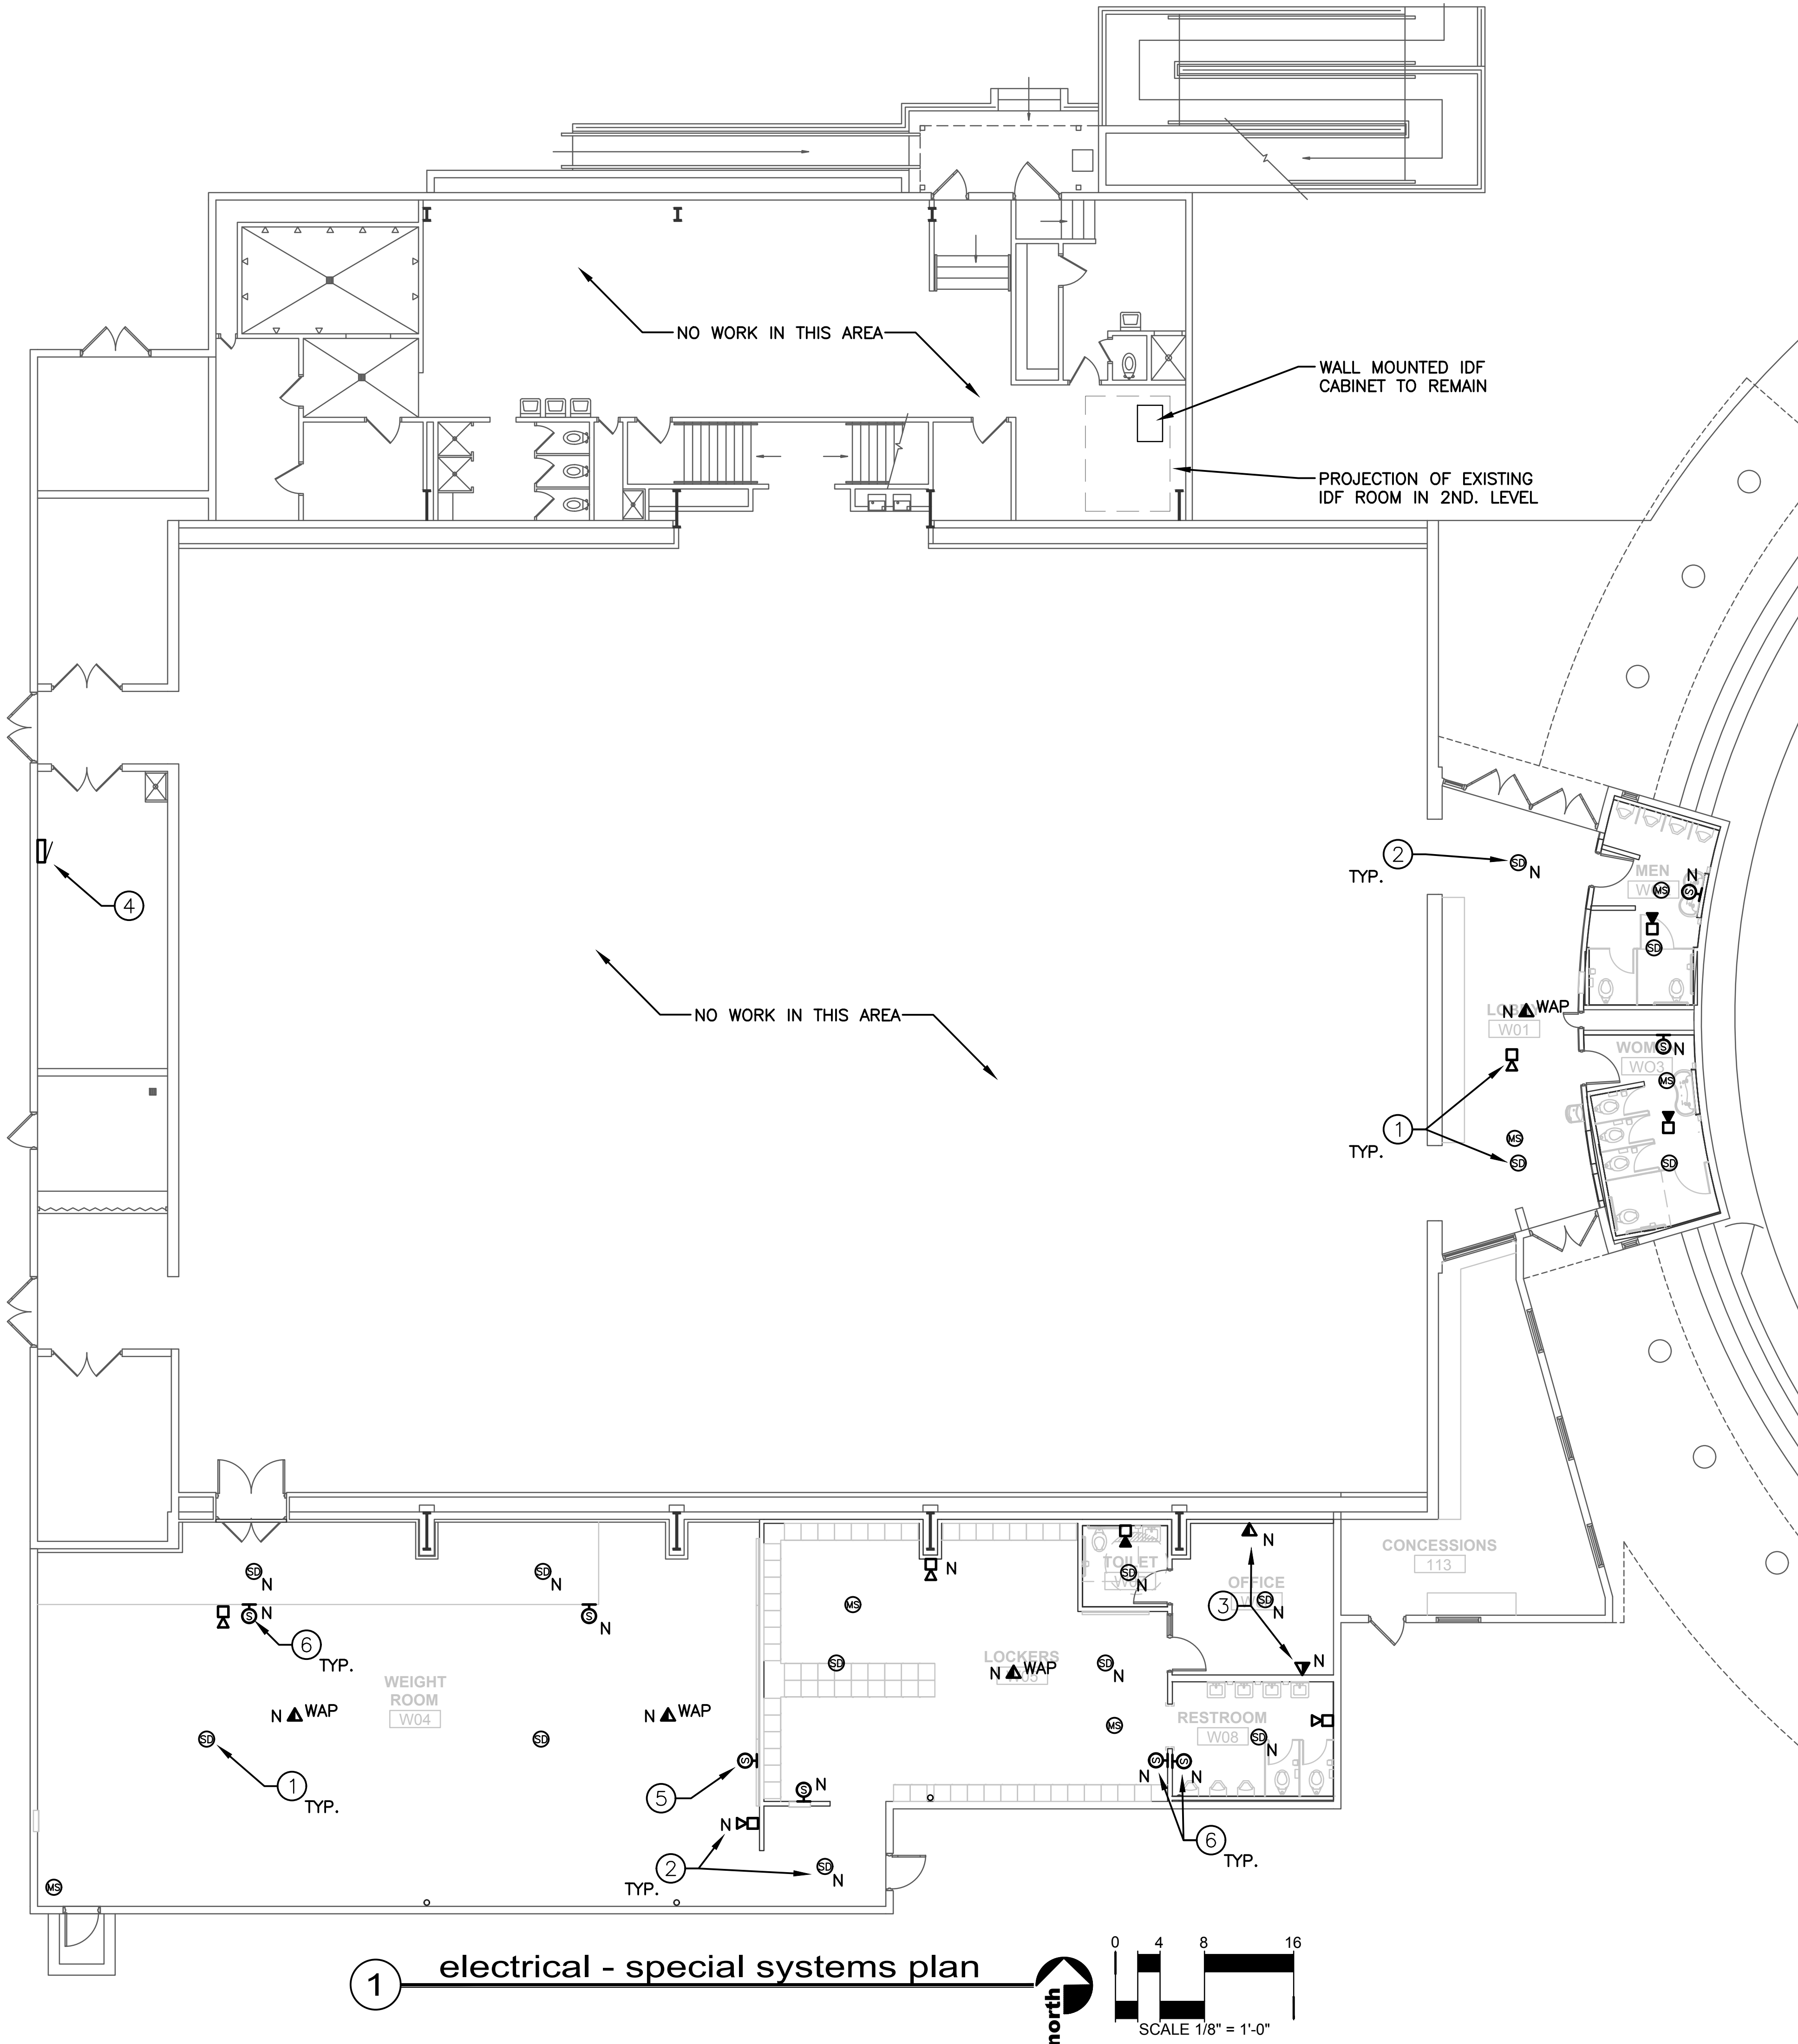 NO WORK IN THIS AREA
WALL MOUNTED IDF
CABINET TO REMAIN
PROJECTION OF EXISTING
IDF ROOM IN 2ND. LEVEL
2
TYP.
SD
N
MEN
MS
N
S
SD
4
NO WORK IN THIS AREA
N
WAP
W01
S
N
WO3
MS
1
TYP.
MS
SD
SD
CONCESSIONS
113
SD
N
SD
N
N
SD
N
TOILET
N
OFFICE
SD
N
3
S
N
S
N
6
TYP.
MS
SD
LOCKERS
N
WAP
SD
N
N
WEIGHT
ROOM
W04
N
WAP
N
WAP
SD
SD
1
TYP.
MS
RESTROOM
W08
SD
N
S
5
S
N
S
N
S
N
6
TYP.
N
2
TYP.
SD
N
MS
1
electrical - special systems plan
north
0 4 8 16
SCALE 1/8" = 1'-0"